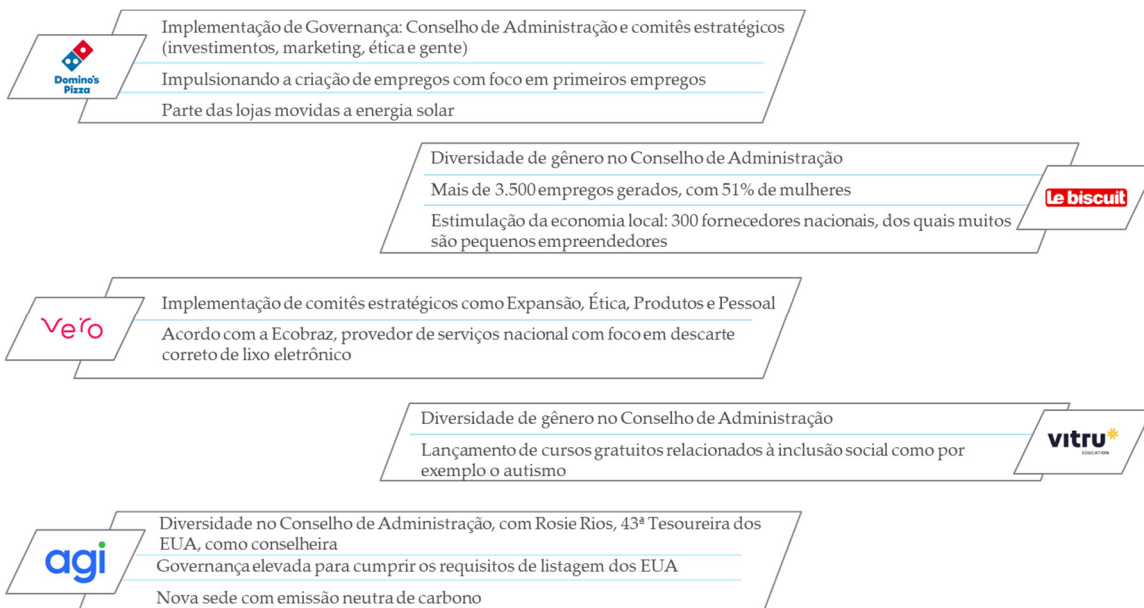 Implementação de Governança: Conselho de Administração e comitês estratégicos
(investimentos, marketing, ética e gente)
Domino's
Pizza
Impulsionando a criação de empregos com foco em primeiros empregos
Parte das lojas movidas a energia solar
Diversidade de gênero no Conselho de Administração
Mais de 3.500 empregos gerados, com 51% de mulheres
Le biscuit
Estimulação da economia local: 300 fornecedores nacionais, dos quais muitos
são pequenos empreendedores
Implementação de comitês estratégicos como Expansão, Ética, Produtos e Pessoal
vero
Acordo com a Ecobraz, provedor de serviços nacional com foco em descarte
correto de lixo eletrônico
Diversidade de gênero no Conselho de Administração
vitru
EDUCATION
Lançamento de cursos gratuitos relacionados à inclusão social como por
exemplo o autismo
Diversidade no Conselho de Administração, com Rosie Rios, 43ª Tesoureira dos
EUA, como conselheira
agi
Governança elevada para cumprir os requisitos de listagem dos EUA
Nova sede com emissão neutra de carbono